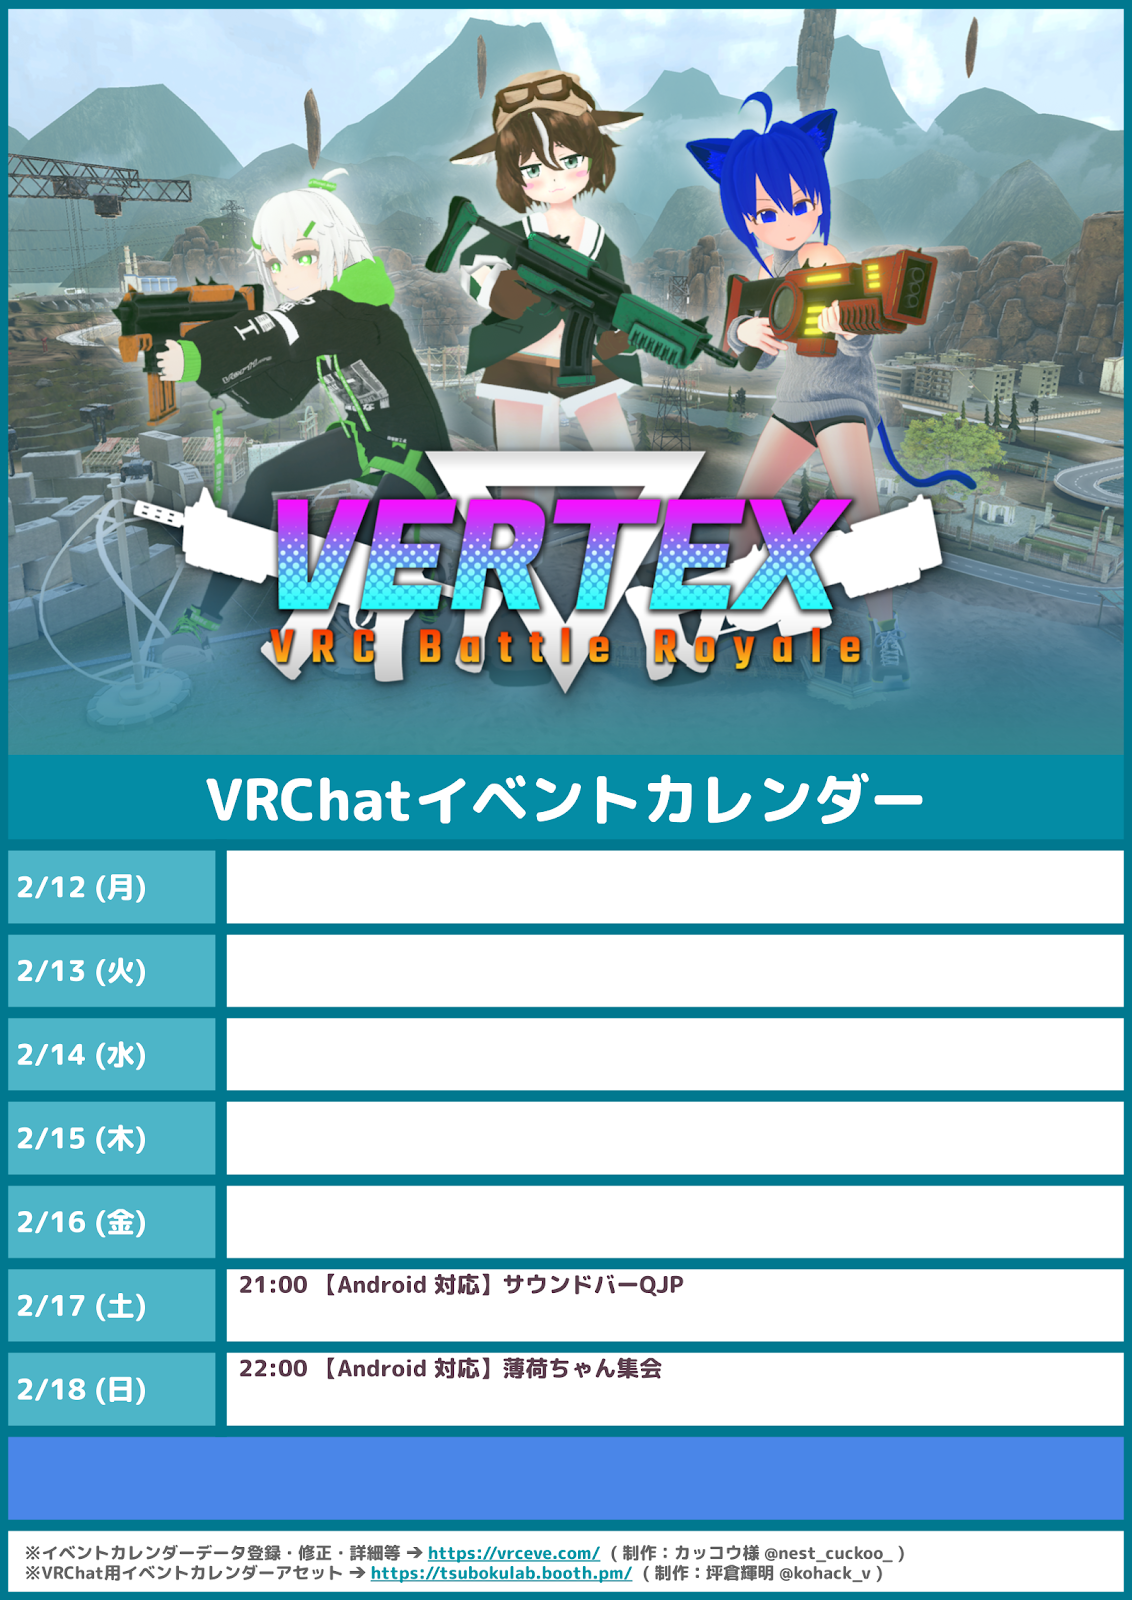 VERTEX
VRC Battle Royale
VRChatイベントカレンダー
2/12 (月)
2/13 (火)
2/14 (水)
2/15 (木)
2/16 (金)
2/17 (土)
21:00 【Android 対応】サウンドバーQJP
2/18 (日)
22:00 【Android 対応】薄荷ちゃん集会
※イベントカレンダーデータ登録・修正・詳細等 ➔ https://vrceve.com/ ( 制作：カッコウ様 @nest_cuckoo_ )
※VRChat用イベントカレンダーアセット ➔ https://tsubokulab.booth.pm/ ( 制作：坪倉輝明 @kohack_v )